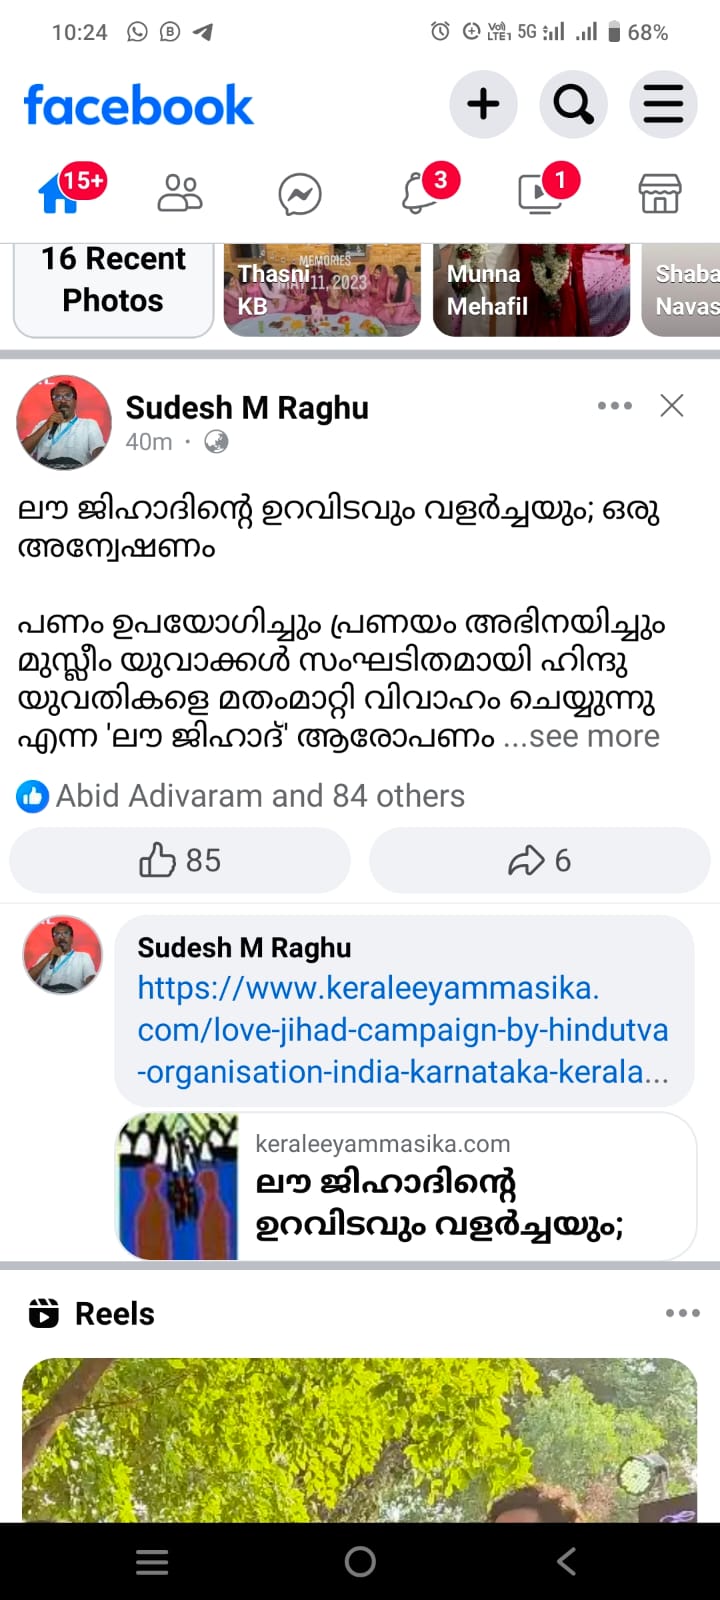 10:24
Vo)) LTE1 5G 68%
facebook
15+
3
1
16 Recent
Photos
MEMORIES
MAY 11, 2023
Thasni
KB
Munna
Mehafil
Shaba
Navas
Sudesh M Raghu
40m ·
ലൗ ജിഹാദിന്റെ ഉറവിടവും വളർച്ചയും; ഒരു
അന്വേഷണം
പണം ഉപയോഗിച്ചും പ്രണയം അഭിനയിച്ചും
മുസ്ലീം യുവാക്കൾ സംഘടിതമായി ഹിന്ദു
യുവതികളെ മതംമാറ്റി വിവാഹം ചെയ്യുന്നു
എന്ന 'ലൗ ജിഹാദ്' ആരോപണം ...see more
Abid Adivaram and 84 others
85
6
Sudesh M Raghu
https://www.keraleeyammasika.
com/love-jihad-campaign-by-hindutva
-organisation-india-karnataka-kerala...
keraleeyammasika.com
ലൗ ജിഹാദിന്റെ
ഉറവിടവും വളർച്ചയും;
Reels